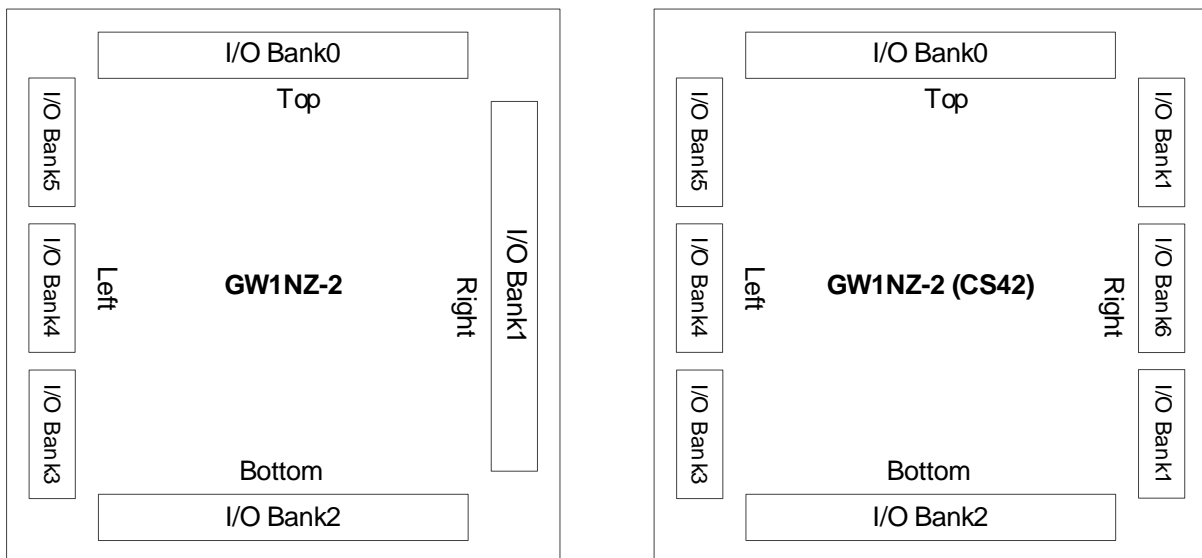 I/O Bank0
Top
I/O Bank5
I/O Bank4
I/O Bank3
Left
GW1NZ-2
Right
I/O Bank1
Bottom
I/O Bank2
I/O Bank0
Top
I/O Bank5
I/O Bank4
I/O Bank3
Left
GW1NZ-2 (CS42)
Right
I/O Bank1
I/O Bank6
I/O Bank1
Bottom
I/O Bank2